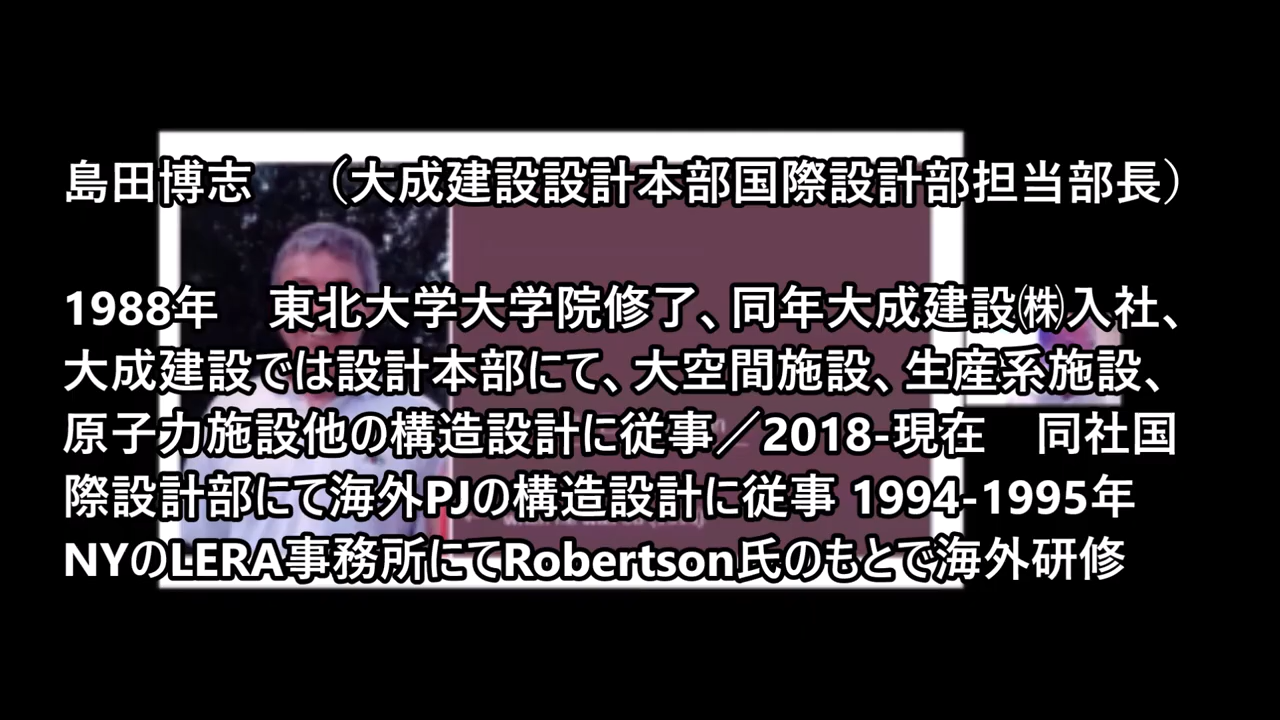 島田博志　（大成建設設計本部国際設計部担当部長）
1988年　東北大学大学院修了、同年大成建設㈱入社、
大成建設では設計本部にて、大空間施設、生産系施設、
原子力施設他の構造設計に従事／2018-現在　同社国
際設計部にて海外PJの構造設計に従事 1994-1995年
NYのLERA事務所にてRobertson氏のもとで海外研修